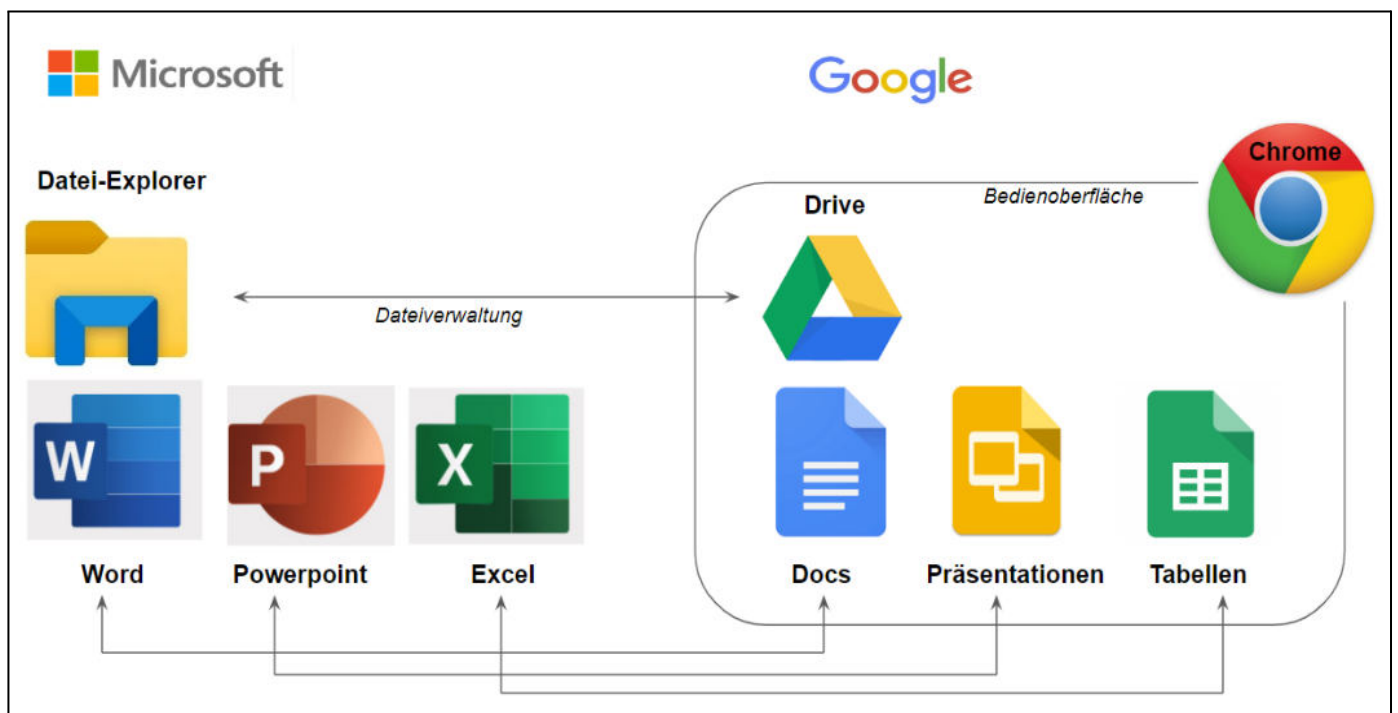 Microsoft
Google
Chrome
Datei-Explorer
Bedienoberfläche
Drive
Dateiverwaltung
W
P
X
Word
Powerpoint
Excel
Docs
Präsentationen
Tabellen